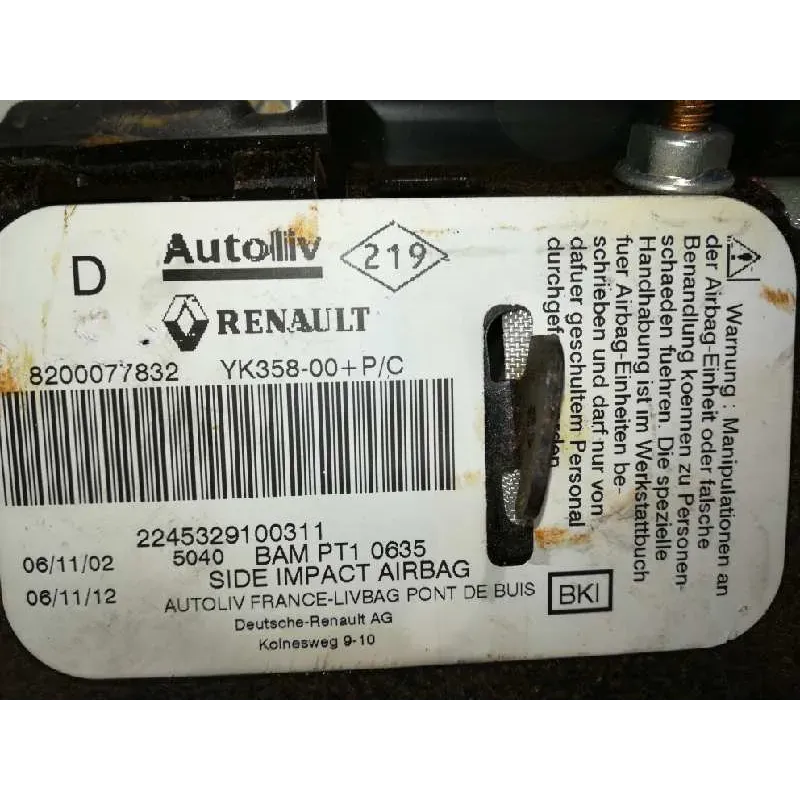 D
Autoliv
219
RENAULT
8200077832 YK358-00+P/C
2245329100311
06/11/02 5040 BAM PT1 0635
SIDE IMPACT AIRBAG
06/11/12 AUTOLIV FRANCE-LIVBAG PONT DE BUIS
BKI
Deutsche-Renault AG
Kolnesweg 9-10
Warnung : Manipulationen an
der Airbag-Einheit oder falsche
Benandlung koennen zu Personen-
schaeden fuehren. Die spezielle
Handhabung ist im Werkstattbuch
fuer Airbag-Einheiten be-
schrieben und darf nur von
dafuer geschultem Personal